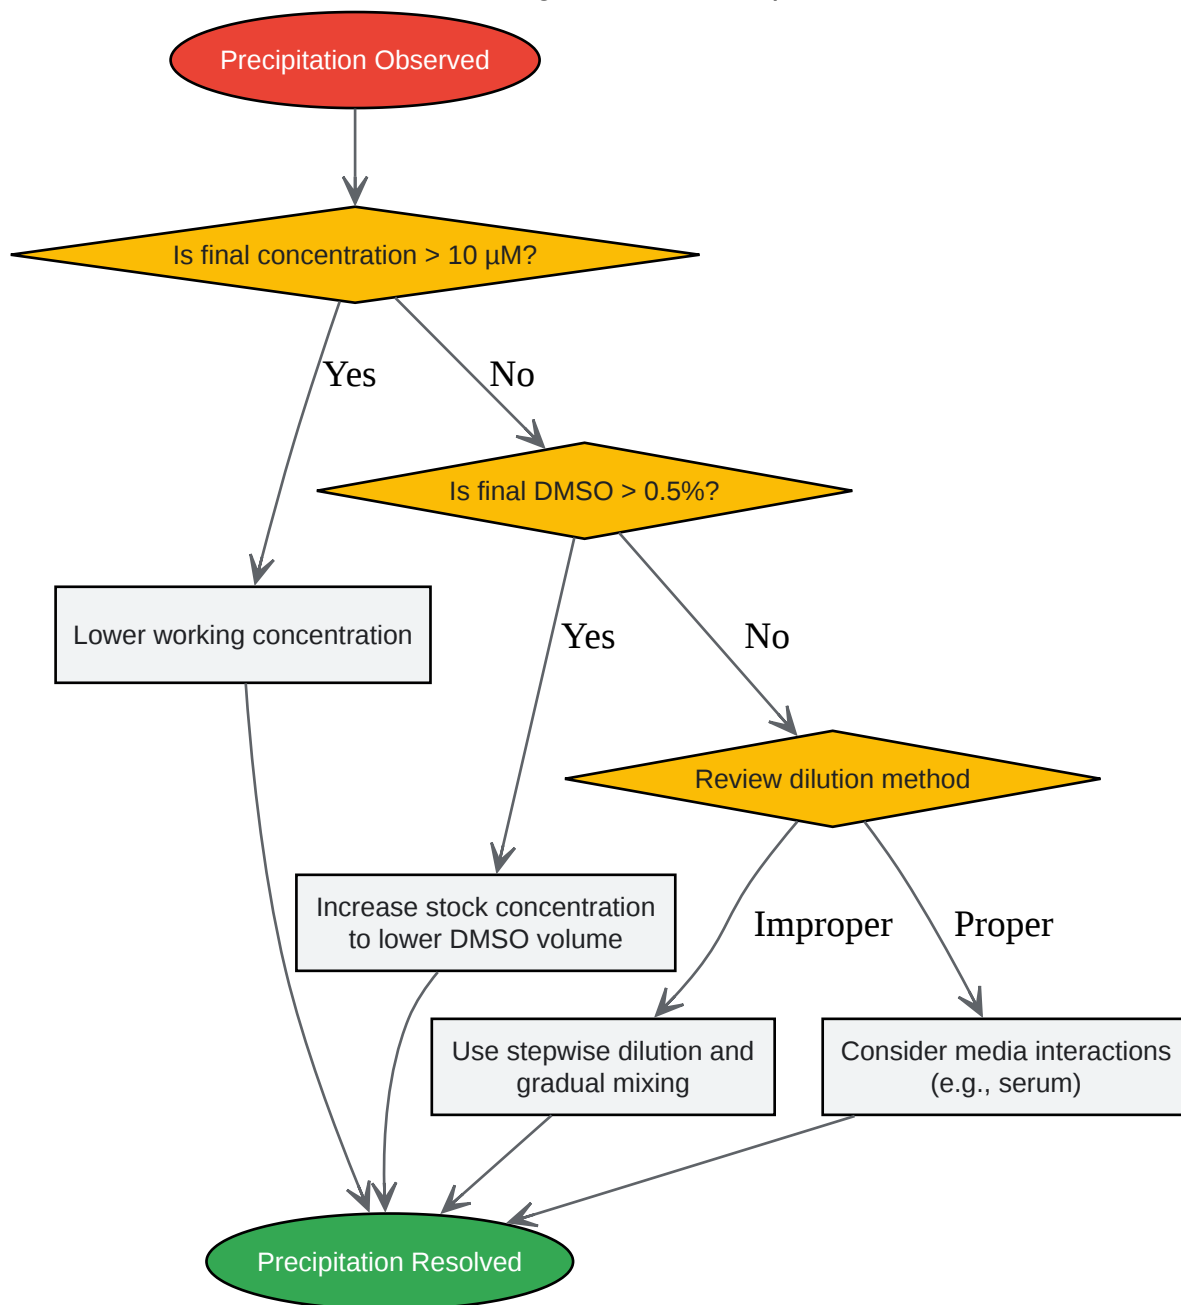 Precipitation Observed
Is final concentration > 10 µM?
Yes
No
Is final DMSO > 0.5%?
Lower working concentration
Yes
No
Review dilution method
Increase stock concentration
to lower DMSO volume
Improper
Proper
Use stepwise dilution and
gradual mixing
Consider media interactions
(e.g., serum)
Precipitation Resolved